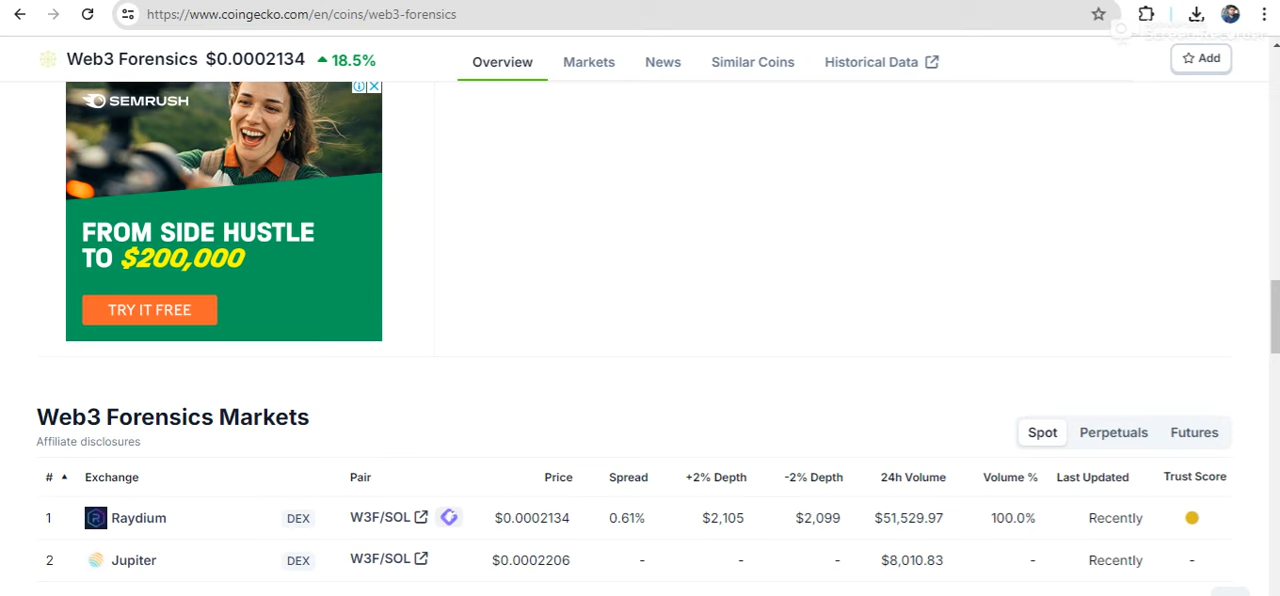 https://www.coingecko.com/en/coins/web3-forensics
Web3 Forensics $0.0002134 ▲ 18.5%
Overview Markets News Similar Coins Historical Data
Add
SEMRUSH
FROM SIDE HUSTLE
TO $200,000
TRY IT FREE
Web3 Forensics Markets
Affiliate disclosures
Spot Perpetuals Futures
# ▲ Exchange Pair Price Spread +2% Depth -2% Depth 24h Volume Volume % Last Updated Trust Score
1 Raydium DEX W3F/SOL $0.0002134 0.61% $2,105 $2,099 $51,529.97 100.0% Recently
2 Jupiter DEX W3F/SOL $0.0002206 - - - $8,010.83 - Recently -